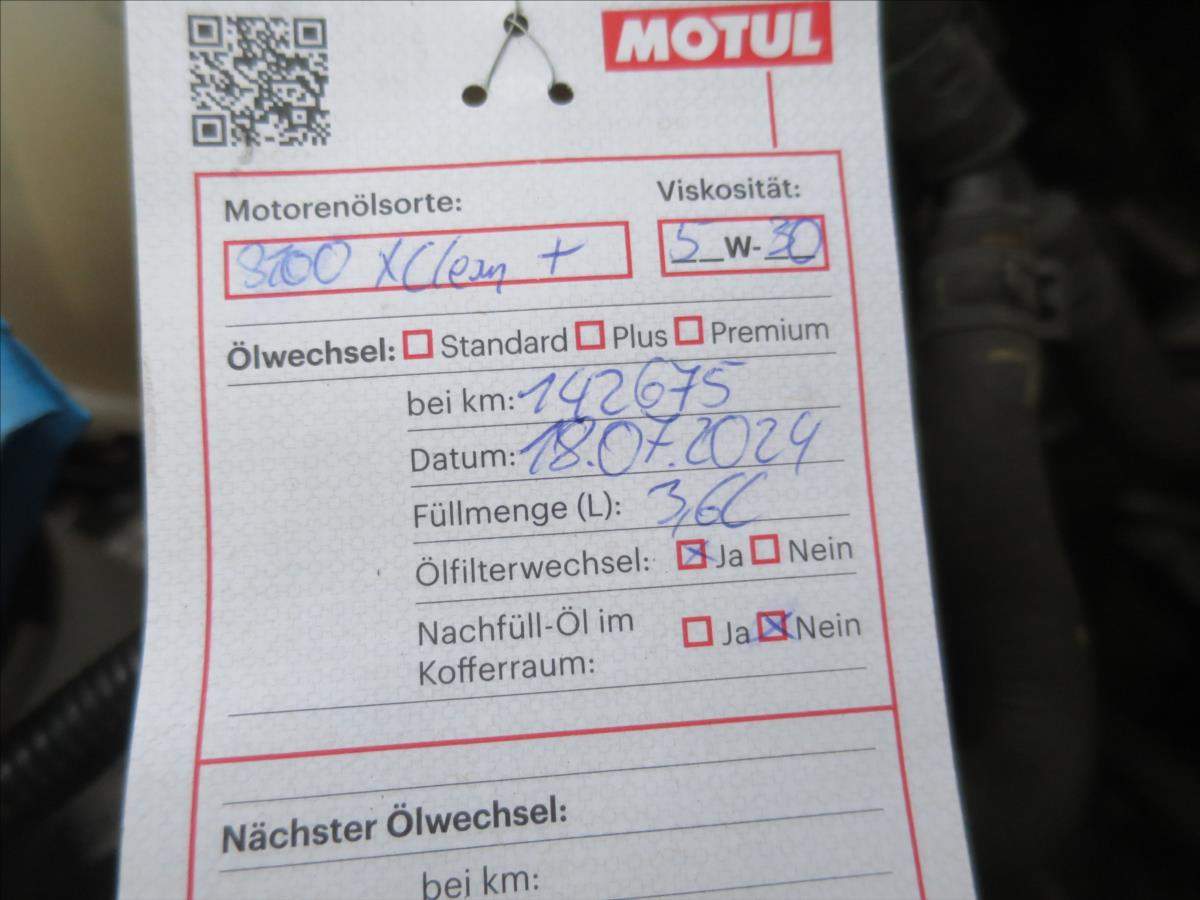 MOTUL
Motorenölsorte:
Viskosität:
8100 XClean +
5 W-30
Ölwechsel: Standard Plus Premium
bei km: 142675
Datum: 18.07.2024
Füllmenge (L): 3,6L
Ölfilterwechsel: Ja Nein
Nachfüll-Öl im
Kofferraum: Ja Nein
Nächster Ölwechsel:
bei km: